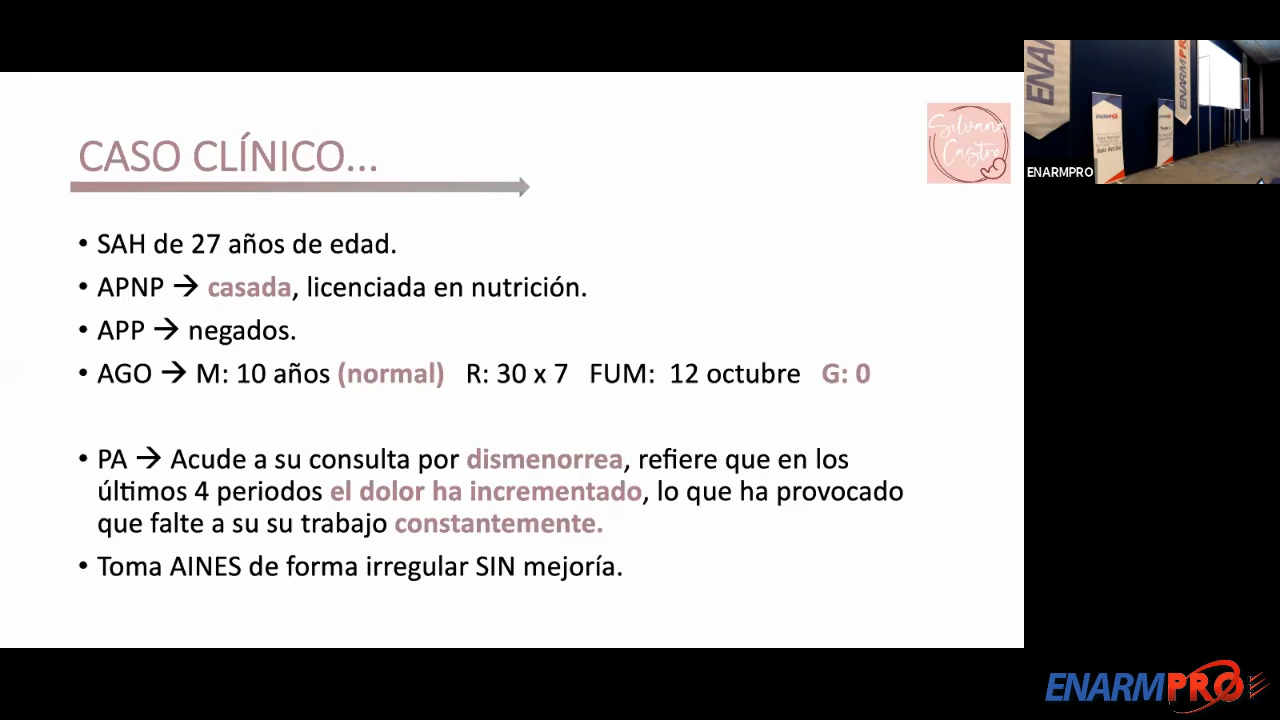 CASO CLÍNICO...
Silvana
Castro
• SAH de 27 años de edad.
• APNP → casada, licenciada en nutrición.
• APP → negados.
• AGO → M: 10 años (normal) R: 30 x 7 FUM: 12 octubre G: 0
• PA → Acude a su consulta por dismenorrea, refiere que en los
últimos 4 periodos el dolor ha incrementado, lo que ha provocado
que falte a su su trabajo constantemente.
• Toma AINES de forma irregular SIN mejoría.
ENA
ENARMPRO
ENARMPRO
ENARMPRO
ENARMPRO